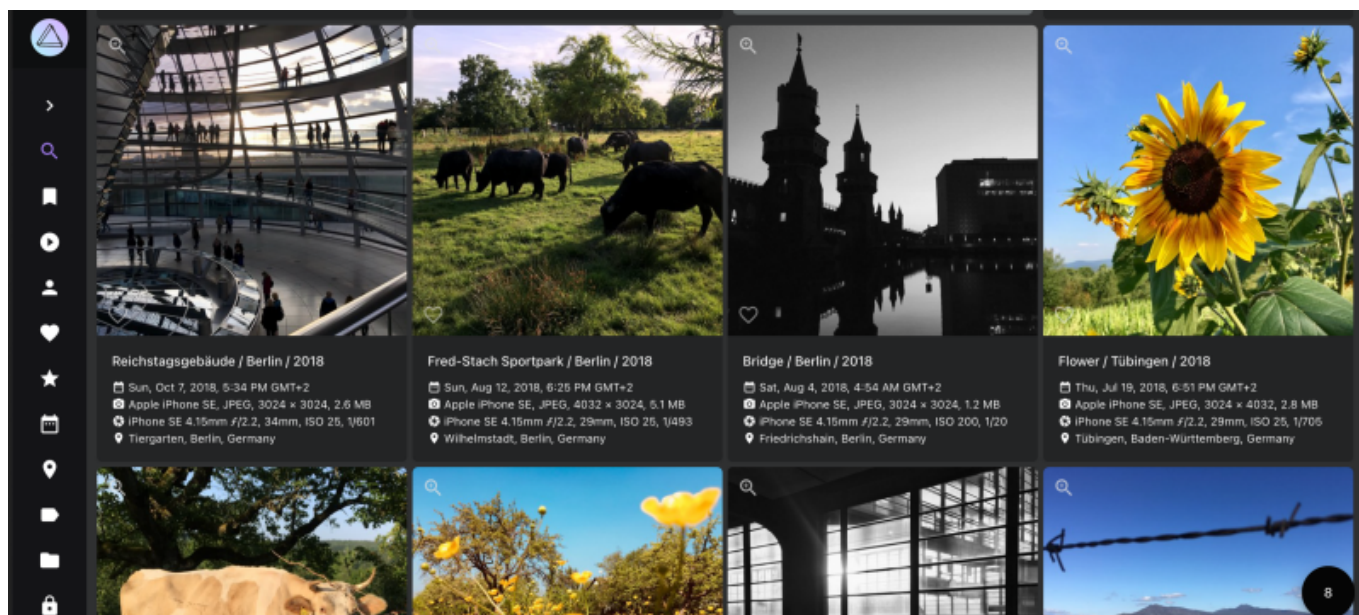 Reichstagsgebäude / Berlin / 2018
Sun, Oct 7, 2018, 5:34 PM GMT+2
Apple iPhone SE, JPEG, 3024 × 3024, 2.6 MB
iPhone SE 4.15mm ƒ/2.2, 34mm, ISO 25, 1/601
Tiergarten, Berlin, Germany
Fred-Stach Sportpark / Berlin / 2018
Sun, Aug 12, 2018, 6:25 PM GMT+2
Apple iPhone SE, JPEG, 4032 × 3024, 5.1 MB
iPhone SE 4.15mm ƒ/2.2, 29mm, ISO 25, 1/493
Wilhelmstadt, Berlin, Germany
Bridge / Berlin / 2018
Sat, Aug 4, 2018, 4:54 AM GMT+2
Apple iPhone SE, JPEG, 3024 × 3024, 1.2 MB
iPhone SE 4.15mm ƒ/2.2, 29mm, ISO 200, 1/20
Friedrichshain, Berlin, Germany
Flower / Tübingen / 2018
Thu, Jul 19, 2018, 6:51 PM GMT+2
Apple iPhone SE, JPEG, 3024 × 4032, 2.8 MB
iPhone SE 4.15mm ƒ/2.2, 29mm, ISO 25, 1/705
Tübingen, Baden-Württemberg, Germany
8